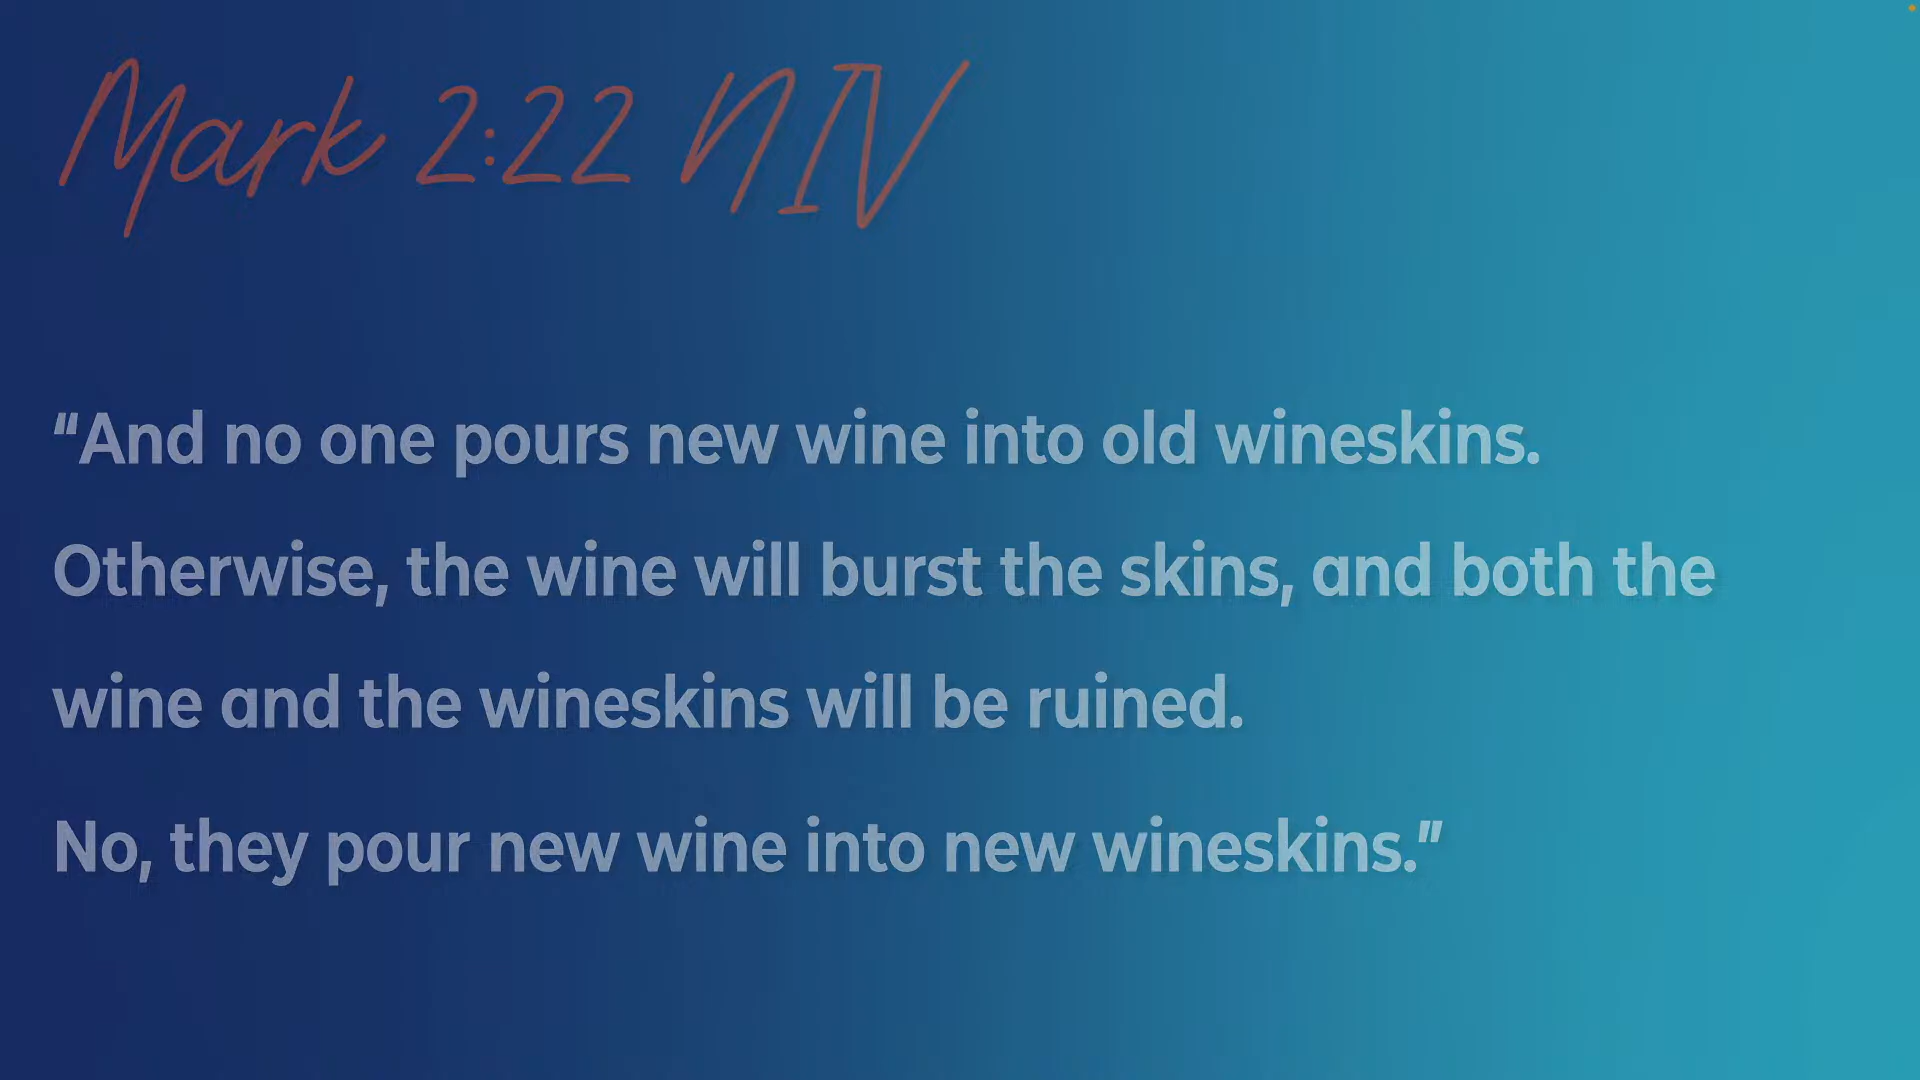 Mark 2:22 NIV
"And no one pours new wine into old wineskins.
Otherwise, the wine will burst the skins, and both the
wine and the wineskins will be ruined.
No, they pour new wine into new wineskins."